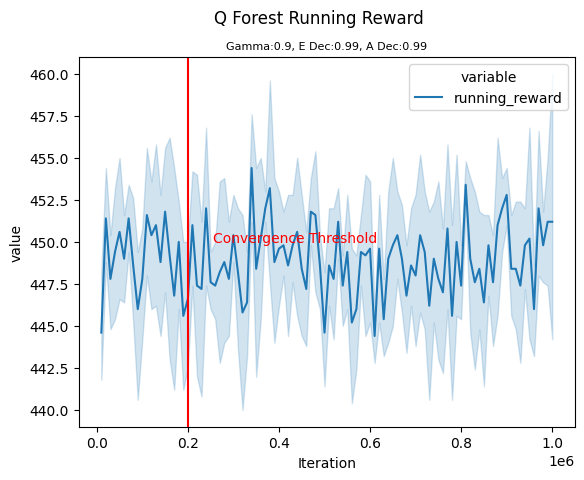 Q Forest Running Reward
Gamma:0.9, E Dec:0.99, A Dec:0.99
variable
running_reward
Convergence Threshold
value
460.0
457.5
455.0
452.5
450.0
447.5
445.0
442.5
440.0
0.0
0.2
0.4
0.6
0.8
1.0
1e6
Iteration